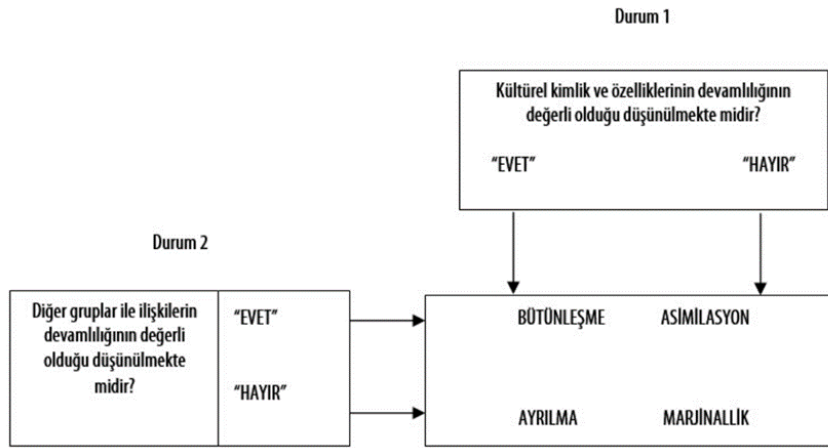 Durum 1
Kültürel kimlik ve özelliklerinin devamlılığının
değerli olduğu düşünülmekte midir?
"EVET" "HAYIR"
Durum 2
Diğer gruplar ile ilişkilerin
devamlılığının değerli
olduğu düşünülmekte
midir?
"EVET"
"HAYIR"
BÜTÜNLEŞME ASİMİLASYON
AYRILMA MARJİNALLİK